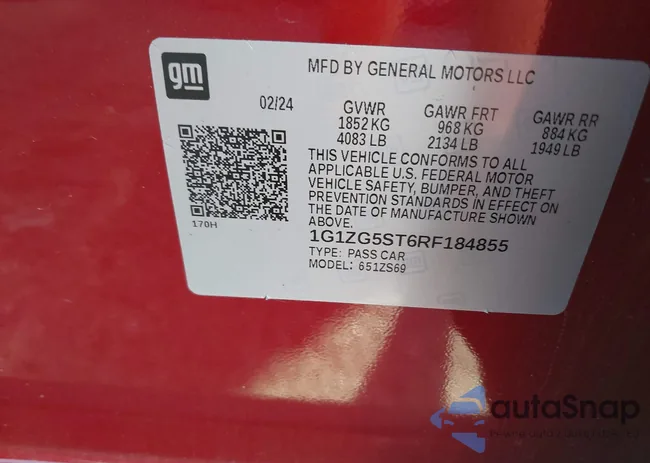 gm
MFD BY GENERAL MOTORS LLC
02/24
GVWR GAWR FRT GAWR RR
1852 KG 968 KG 884 KG
4083 LB 2134 LB 1949 LB
THIS VEHICLE CONFORMS TO ALL
APPLICABLE U.S. FEDERAL MOTOR
VEHICLE SAFETY, BUMPER, AND THEFT
PREVENTION STANDARDS IN EFFECT ON
THE DATE OF MANUFACTURE SHOWN
ABOVE.
170H
1G1ZG5ST6RF184855
TYPE: PASS CAR
MODEL: 651ZS69
autaSnap